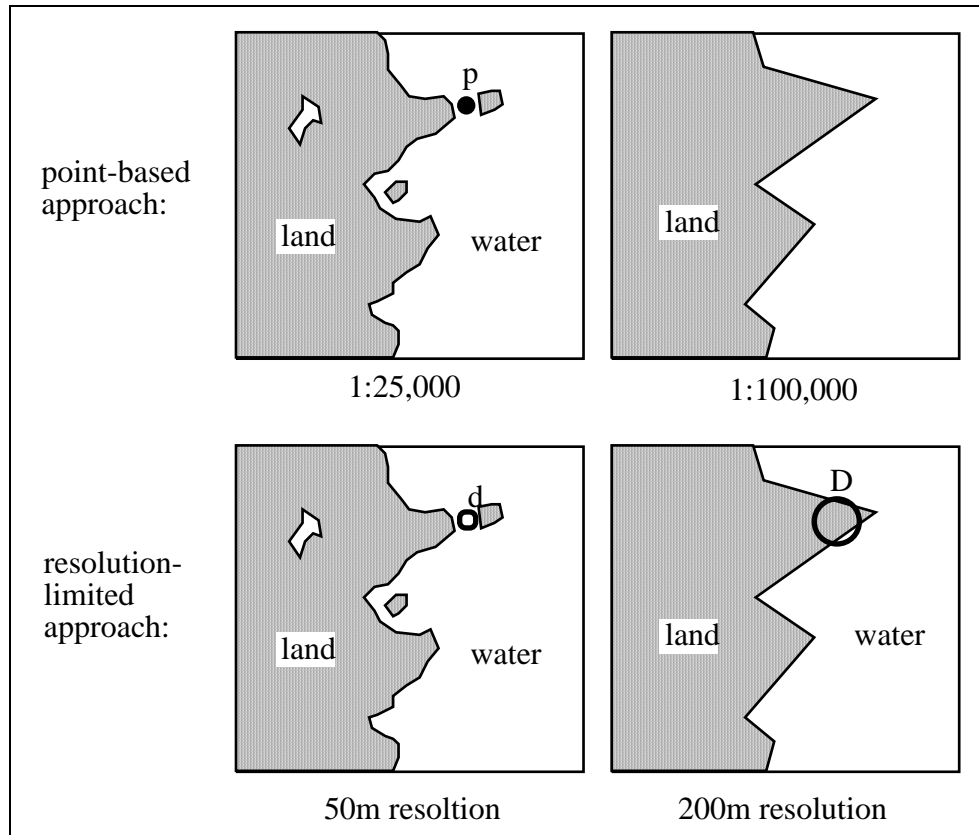 point-based
approach:
p
land
water
land
1:25,000
1:100,000
resolution-
limited
approach:
d
land
water
D
land
water
50m resoltion
200m resolution